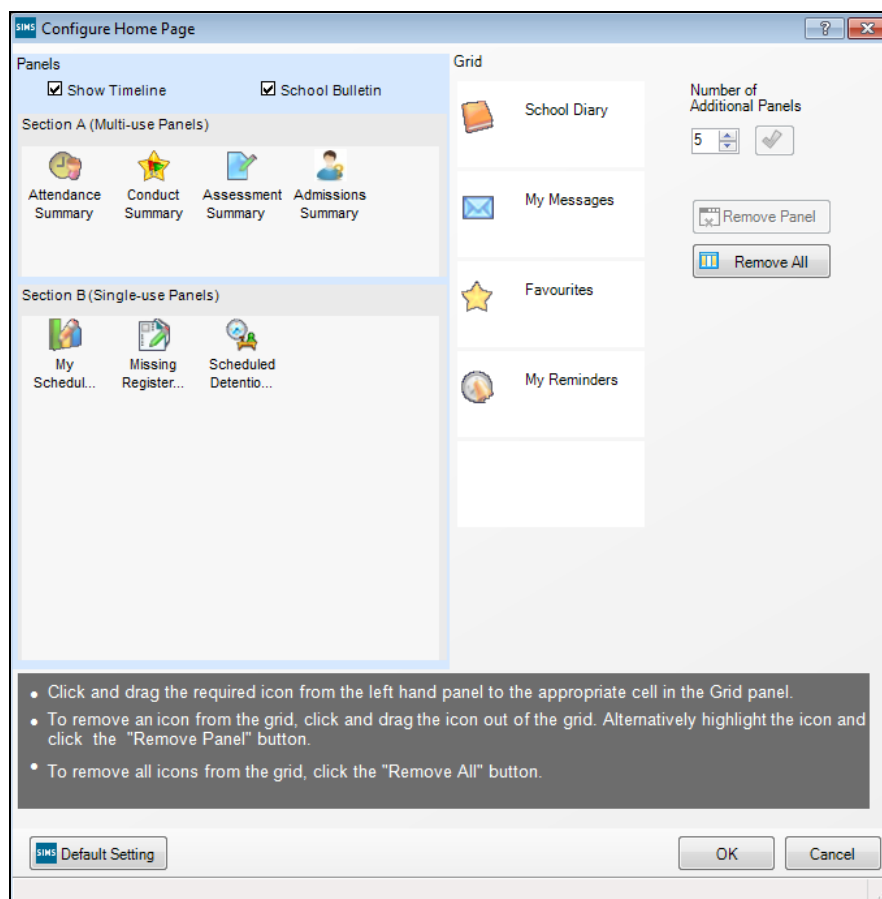 SIMS Configure Home Page
Panels
Show Timeline
School Bulletin
Section A (Multi-use Panels)
Attendance
Summary
Conduct
Summary
Assessment
Summary
Admissions
Summary
Section B (Single-use Panels)
My
Schedul...
Missing
Register...
Scheduled
Detentio...
Grid
School Diary
My Messages
Favourites
My Reminders
Number of
Additional Panels
5
Remove Panel
Remove All
• Click and drag the required icon from the left hand panel to the appropriate cell in the Grid panel.
• To remove an icon from the grid, click and drag the icon out of the grid. Alternatively highlight the icon and
click the "Remove Panel" button.
• To remove all icons from the grid, click the "Remove All" button.
SIMS Default Setting
OK
Cancel